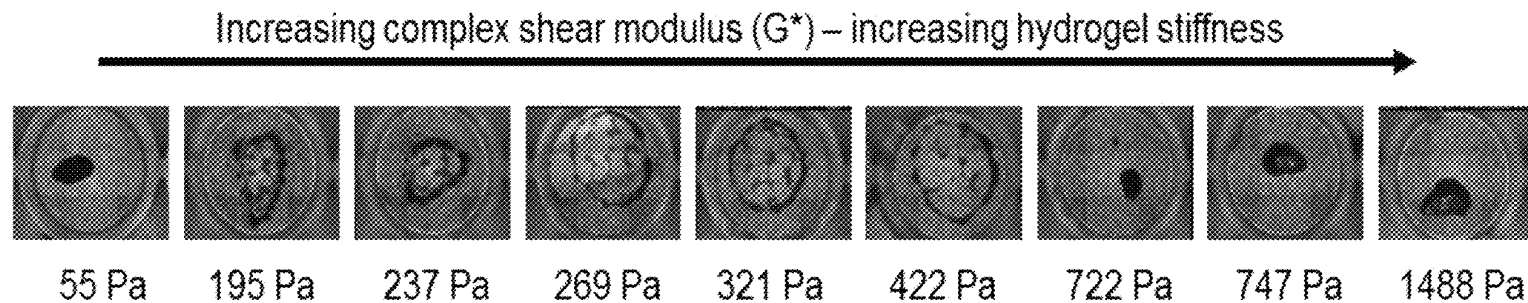 Increasing complex shear modulus (G*) – increasing hydrogel stiffness
55 Pa 195 Pa 237 Pa 269 Pa 321 Pa 422 Pa 722 Pa 747 Pa 1488 Pa